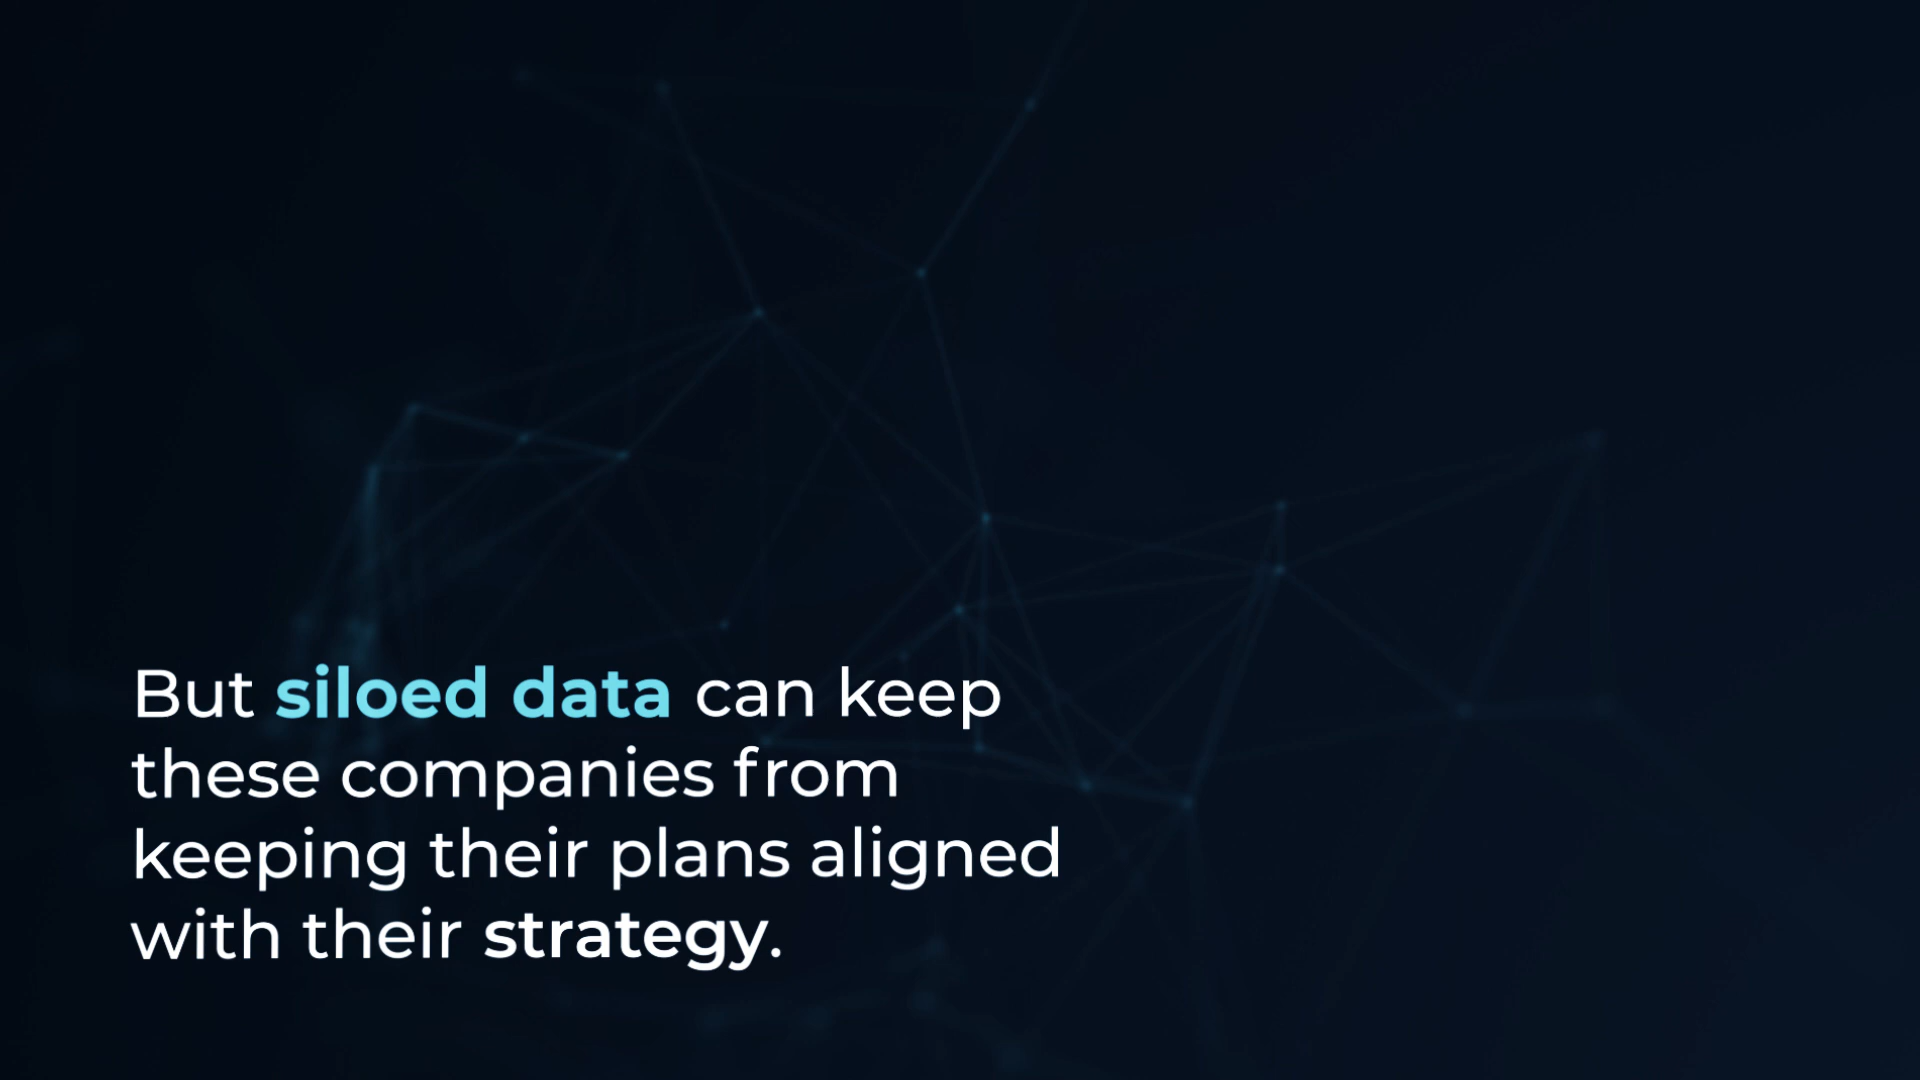 But siloed data can keep
these companies from
keeping their plans aligned
with their strategy.